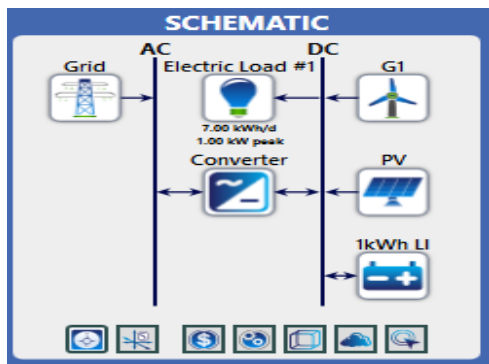 SCHEMATIC
AC DC
Grid Electric Load #1 G1
7.00 kWh/d
1.00 kW peak
Converter PV
1kWh LI